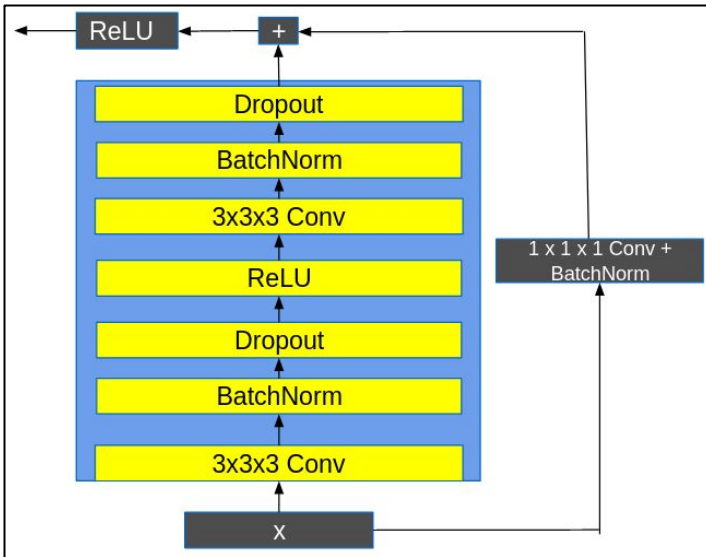 ReLU
+
Dropout
BatchNorm
3x3x3 Conv
ReLU
Dropout
BatchNorm
3x3x3 Conv
x
1 x 1 x 1 Conv +
BatchNorm